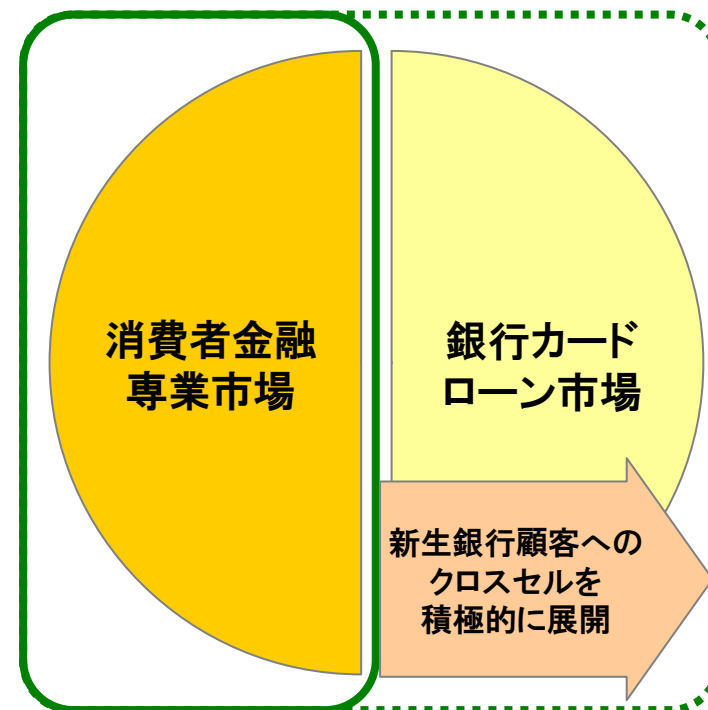 消費者金融
専業市場
銀行カード
ローン市場
新生銀行顧客への
クロスセルを
積極的に展開